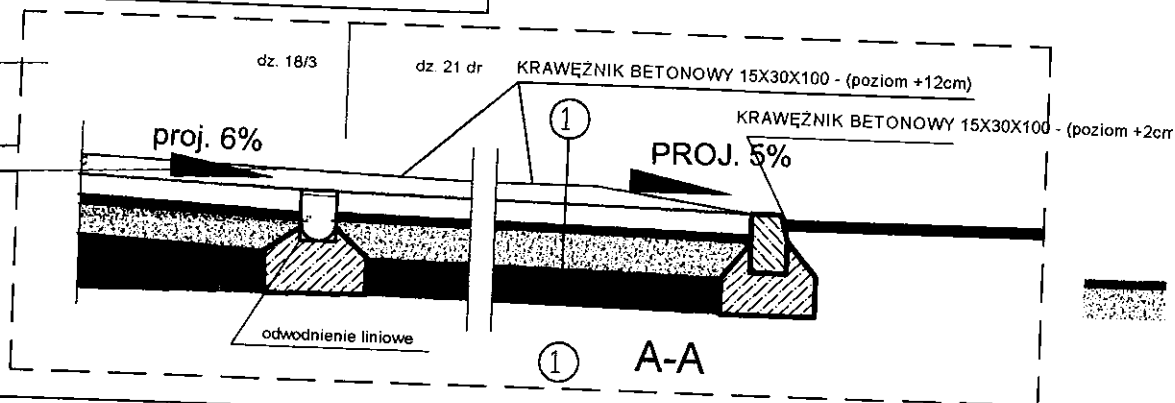 dz. 18/3
dz. 21 dr
KRAWĘŻNIK BETONOWY 15X30X100 - (poziom +12cm)
1
KRAWĘŻNIK BETONOWY 15X30X100 - (poziom +2cm
proj. 6%
PROJ. 5%
odwodnienie liniowe
1
A-A